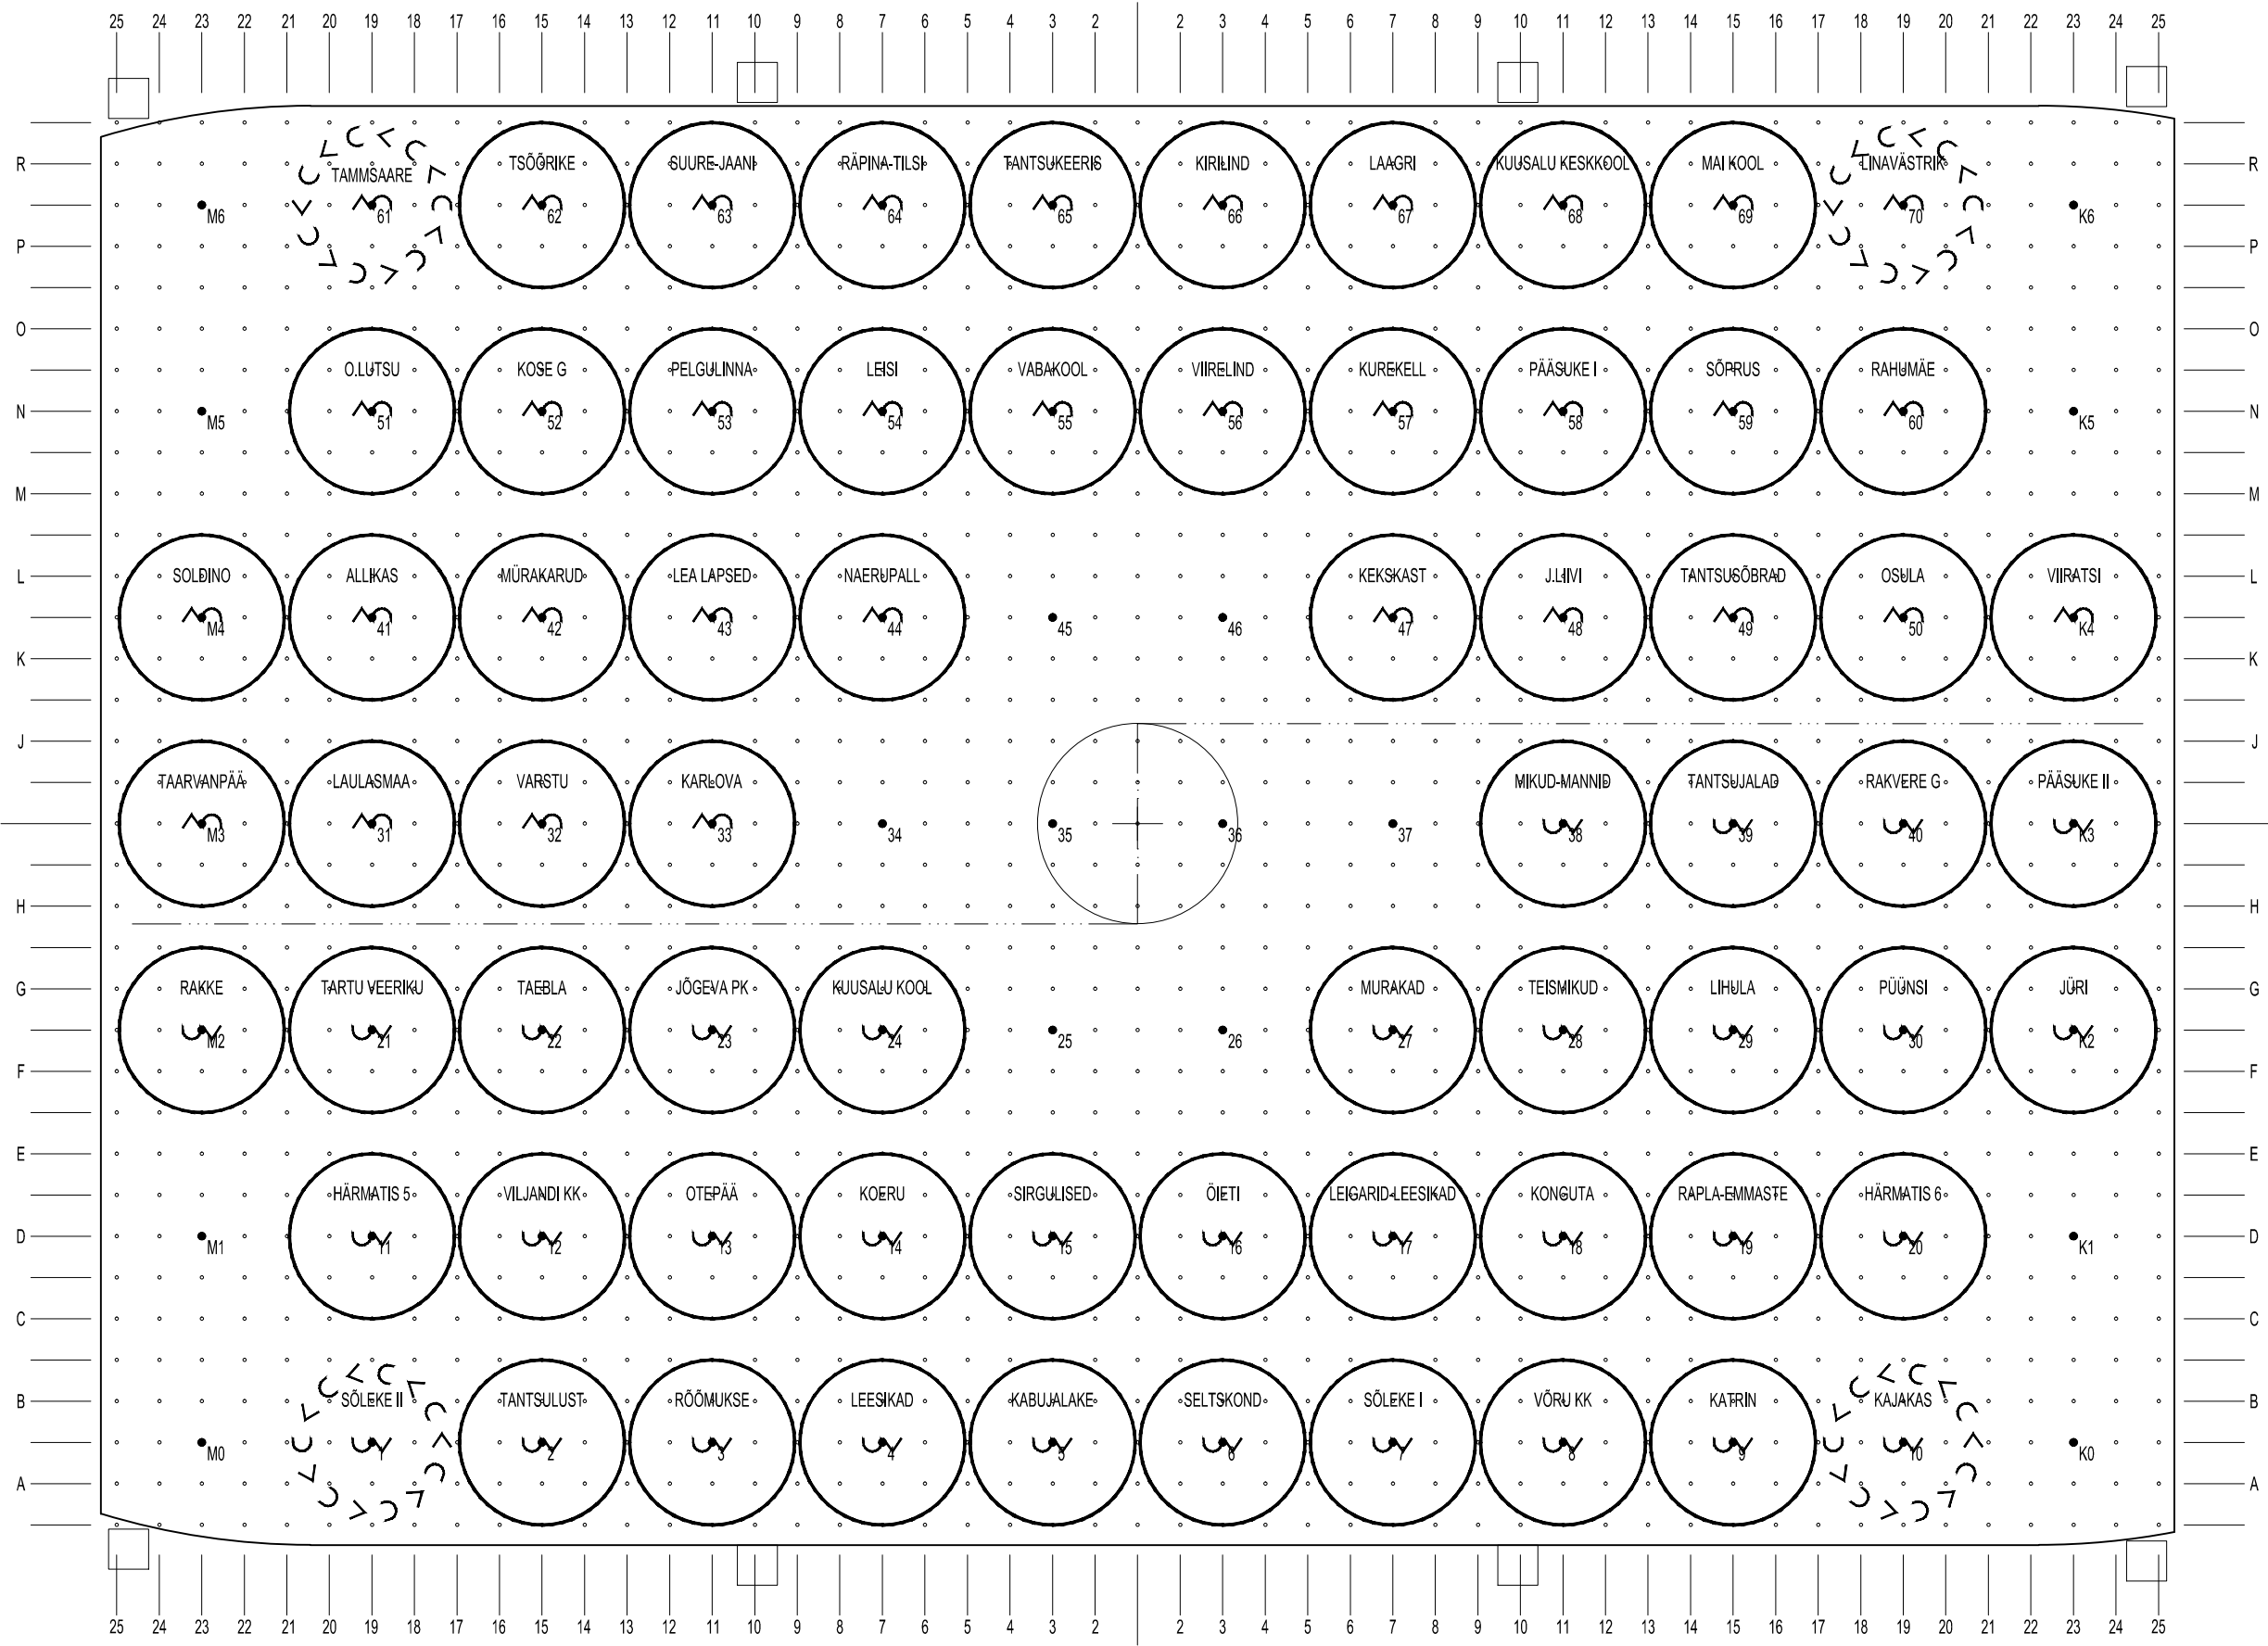 25 24 23 22 21 20 19 18 17 16 15 14 13 12 11 10 9 8 7 6 5 4 3 2 2 3 4 5 6 7 8 9 10 11 12 13 14 15 16 17 18 19 20 21 22 23 24 25
R TAMMSAARE TSÕÕRIKE SUURE-JAANI RÄPINA-TILSI TANTSUKEERIS KIRILIND LAAGRI KUUSALU KESKKOOL MAI KOOL LINAVÄSTRIK R
M6 61 62 63 64 65 66 67 68 69 70 K6
P P
O O
O.LUTSU KOSE G PELGULINNA LEISI VABAKOOL VIIRELIND KUREKELL PÄÄSUKE I SÕPRUS RAHUMÄE
N M5 51 52 53 54 55 56 57 58 59 60 K5 N
M M
L SOLDINO ALLIKAS MÜRAKARUD LEA LAPSED NAERUPALL KEKSKAST J.LIIVI TANTSUSÕBRAD OSULA VIIRATSI L
M4 41 42 43 44 45 46 47 48 49 50 K4
K K
J J
TAARVANPÄÄ LAULASMAA VARSTU KARLOVA MIKUD-MANNID TANTSUJALAD RAKVERE G PÄÄSUKE II
M3 31 32 33 34 35 36 37 38 39 40 K3
H H
G RAKKE TARTU VEERIKU TAEBLA JÕGEVA PK KUUSALU KOOL MURAKAD TEISMIKUD LIHULA PÜÜNSI JÜRI G
M2 21 22 23 24 25 26 27 28 29 30 K2
F F
E E
HÄRMATIS 5 VILJANDI KK OTEPÄÄ KOERU SIRGULISED ÖIETI LEIGARID-LEESIKAD KONGUTA RAPLA-EMMASTE HÄRMATIS 6
D M1 11 12 13 14 15 16 17 18 19 20 K1 D
C C
B SÕLEKE II TANTSULUST RÕÕMUKSE LEESIKAD KABUJALAKE SELTSKOND SÕLEKE I VÕRU KK KATRIN KAJAKAS B
M0 1 2 3 4 5 6 7 8 9 10 K0
A A
25 24 23 22 21 20 19 18 17 16 15 14 13 12 11 10 9 8 7 6 5 4 3 2 2 3 4 5 6 7 8 9 10 11 12 13 14 15 16 17 18 19 20 21 22 23 24 25